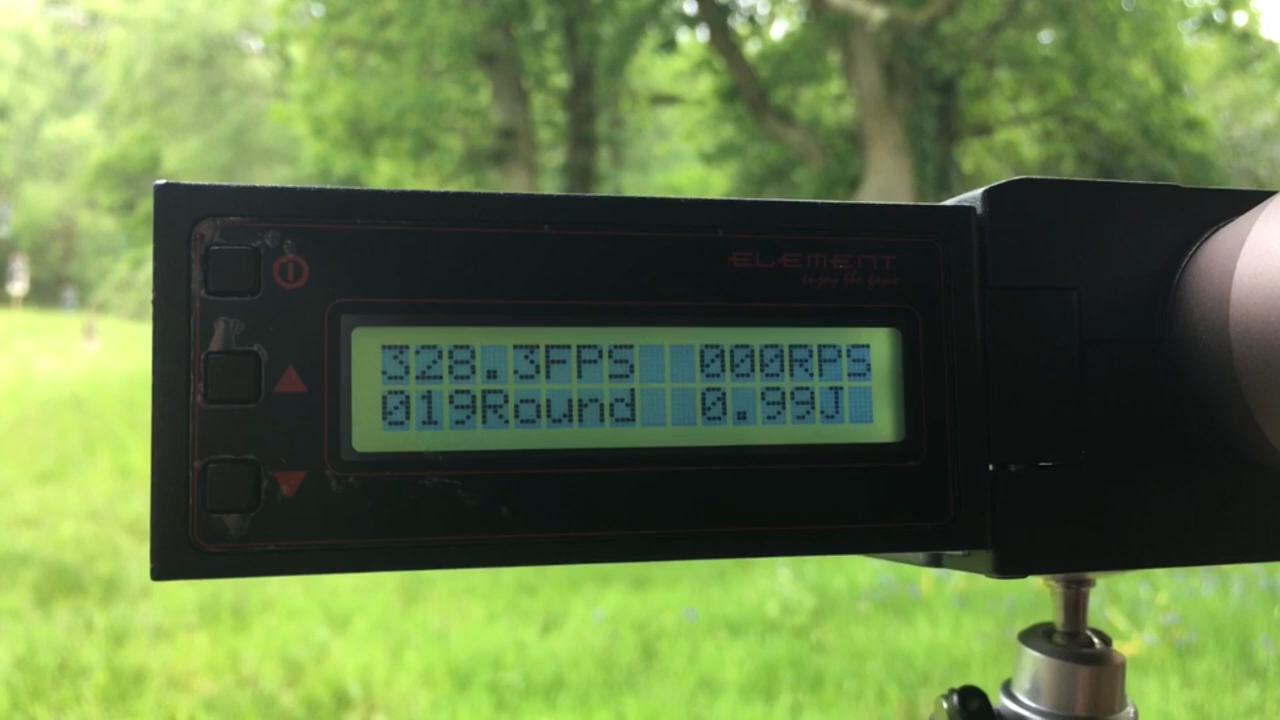 ELEMENT
enjoy the game
328.3FPS 000RPS
019Round 0.99J